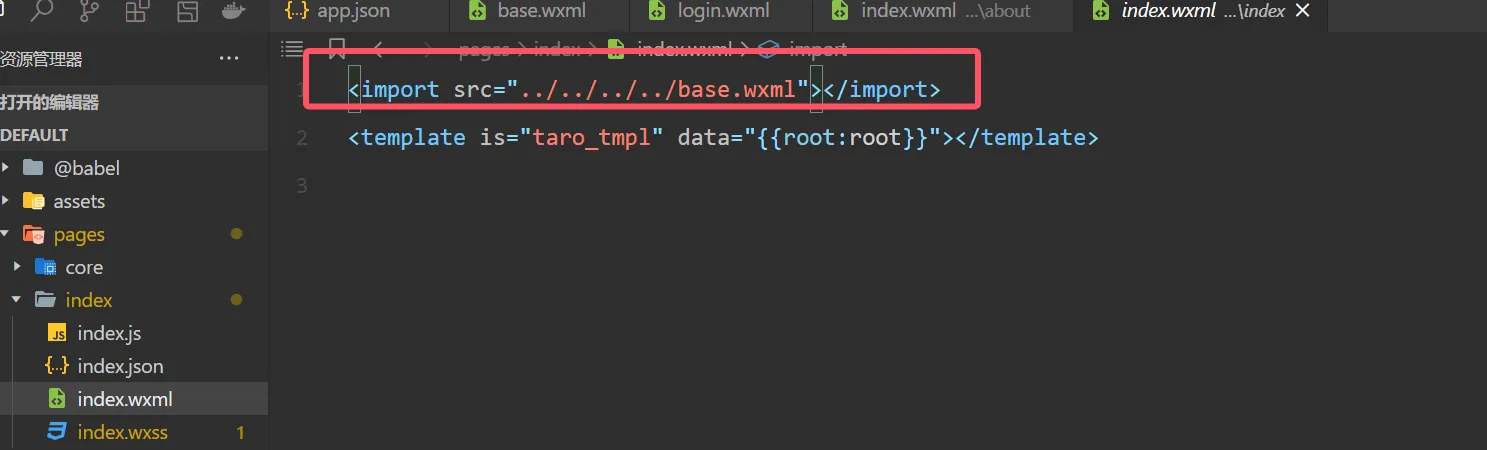 app.json
base.wxml
login.wxml
index.wxml ...\about
index.wxml ...\index
资源管理器
pages > index > index.wxml > import
打开的编辑器
DEFAULT
@babel
assets
pages
core
index
index.js
index.json
index.wxml
index.wxss 1
1 <import src="../../../../base.wxml"></import>
2 <template is="taro_tmpl" data="{{root:root}}"></template>
3